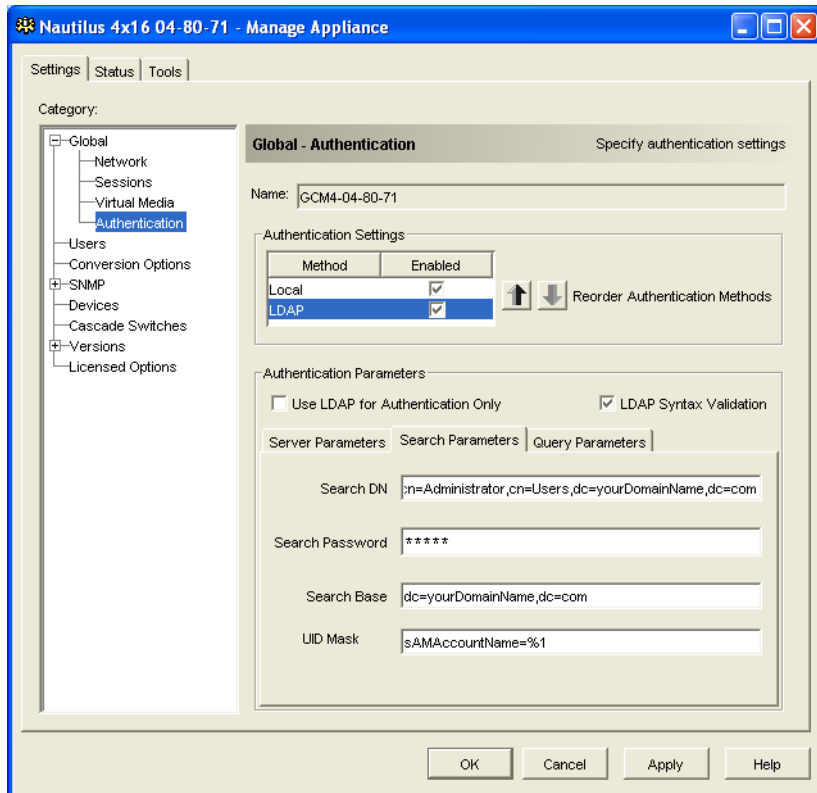 Nautilus 4x16 04-80-71 - Manage Appliance
Settings Status Tools
Category:
Global
Network
Sessions
Virtual Media
Authentication
Users
Conversion Options
SNMP
Devices
Cascade Switches
Versions
Licensed Options
Global - Authentication Specify authentication settings
Name: GCM4-04-80-71
Authentication Settings
Method Enabled
Local
LDAP
Reorder Authentication Methods
Authentication Parameters
Use LDAP for Authentication Only LDAP Syntax Validation
Server Parameters Search Parameters Query Parameters
Search DN cn=Administrator,cn=Users,dc=yourDomainName,dc=com
Search Password *****
Search Base dc=yourDomainName,dc=com
UID Mask sAMAccountName=%1
OK Cancel Apply Help